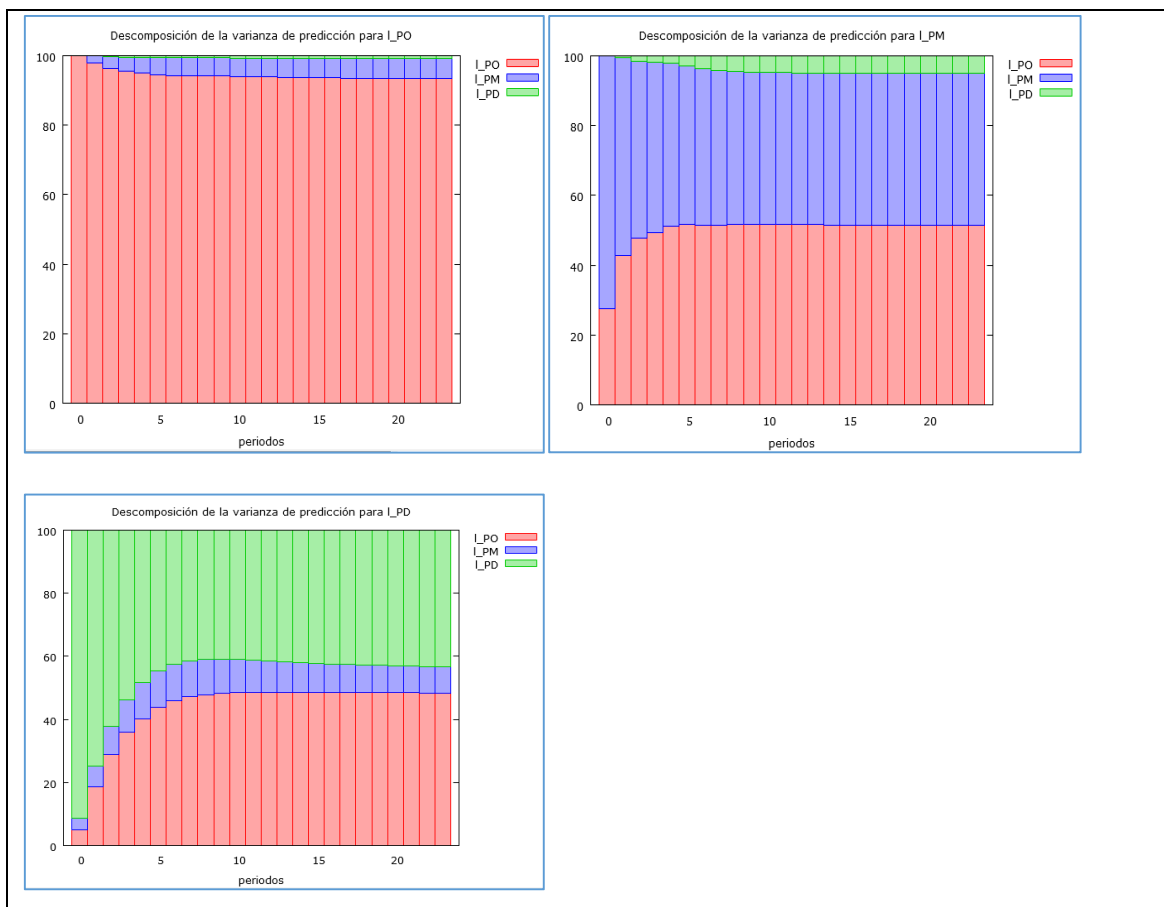 Descomposición de la varianza de predicción para l_PO
100
80
60
40
20
0
0 5 10 15 20
periodos
l_PO
l_PM
l_PD
Descomposición de la varianza de predicción para l_PM
100
80
60
40
20
0
0 5 10 15 20
periodos
l_PO
l_PM
l_PD
Descomposición de la varianza de predicción para l_PD
100
80
60
40
20
0
0 5 10 15 20
periodos
l_PO
l_PM
l_PD